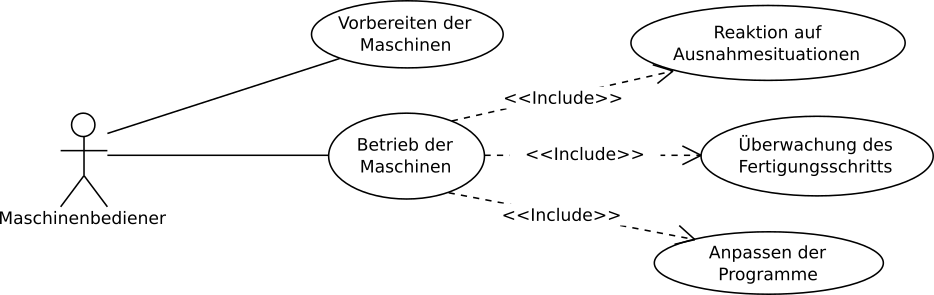 Vorbereiten der
Maschinen
Reaktion auf
Ausnahmesituationen
<<Include>>
Betrieb der
Maschinen
<<Include>>
Überwachung des
Fertigungsschritts
Maschinenbediener
<<Include>>
Anpassen der
Programme